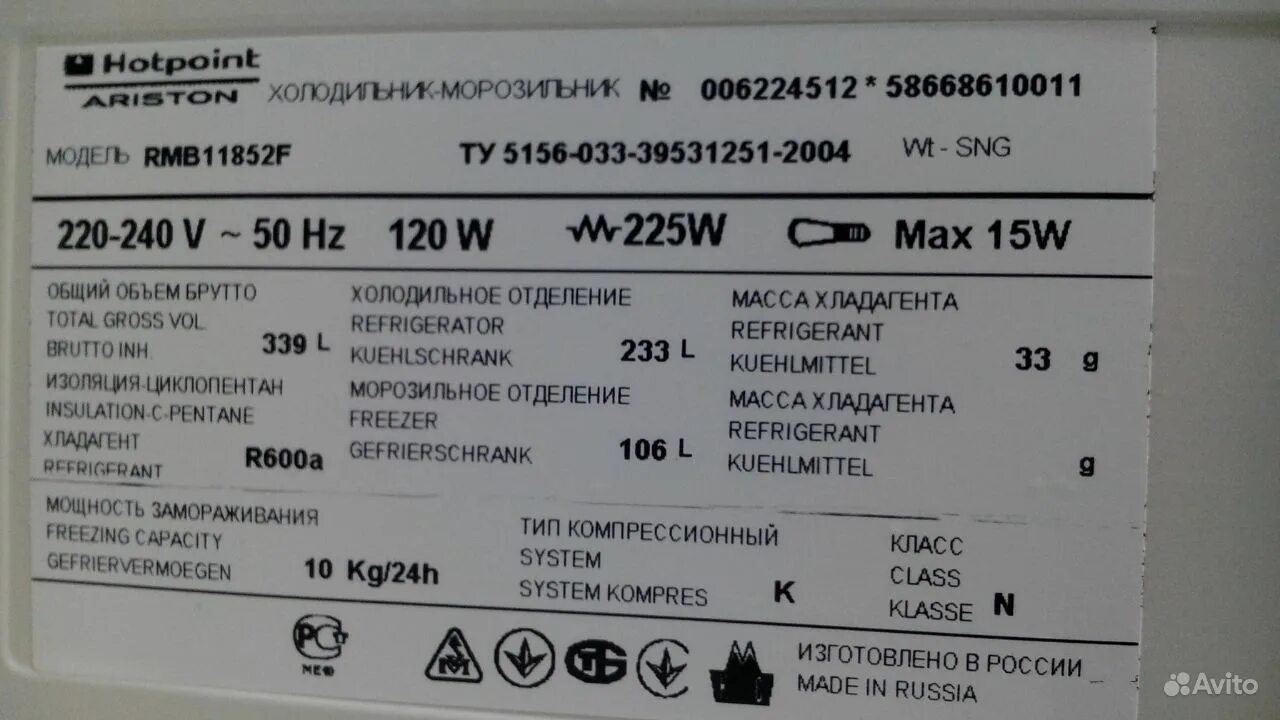 Hotpoint
ARISTON
ХОЛОДИЛЬНИК-МОРОЗИЛЬНИК № 006224512 * 58668610011
МОДЕЛЬ RMB11852F ТУ 5156-033-39531251-2004 Wt - SNG
220-240 V ~ 50 Hz 120 W 225W Max 15W
ОБЩИЙ ОБЪЕМ БРУТТО
TOTAL GROSS VOL.
BRUTTO INH. 339 L
ИЗОЛЯЦИЯ-ЦИКЛОПЕНТАН
INSULATION-C-PENTANE
ХЛАДАГЕНТ
REFRIGERANT R600a
ХОЛОДИЛЬНОЕ ОТДЕЛЕНИЕ
REFRIGERATOR
KUEHLSCHRANK 233 L
МОРОЗИЛЬНОЕ ОТДЕЛЕНИЕ
FREEZER
GEFRIERSCHRANK 106 L
МАССА ХЛАДАГЕНТА
REFRIGERANT
KUEHLMITTEL 33 g
МАССА ХЛАДАГЕНТА
REFRIGERANT
KUEHLMITTEL g
МОЩНОСТЬ ЗАМОРАЖИВАНИЯ
FREEZING CAPACITY
GEFRIERVERMOEGEN 10 Kg/24h
ТИП КОМПРЕССИОННЫЙ
SYSTEM
SYSTEM KOMPRES K
КЛАСС
CLASS
KLASSE N
РС
ИЗГОТОВЛЕНО В РОССИИ
MADE IN RUSSIA
Avito